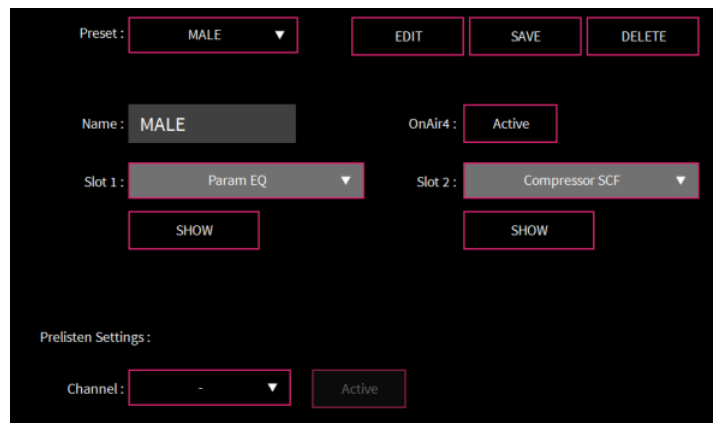 Preset : MALE ▼ EDIT SAVE DELETE
Name : MALE OnAir4 : Active
Slot 1 : Param EQ ▼ Slot 2 : Compressor SCF ▼
SHOW SHOW
Prelisten Settings :
Channel : - ▼ Active